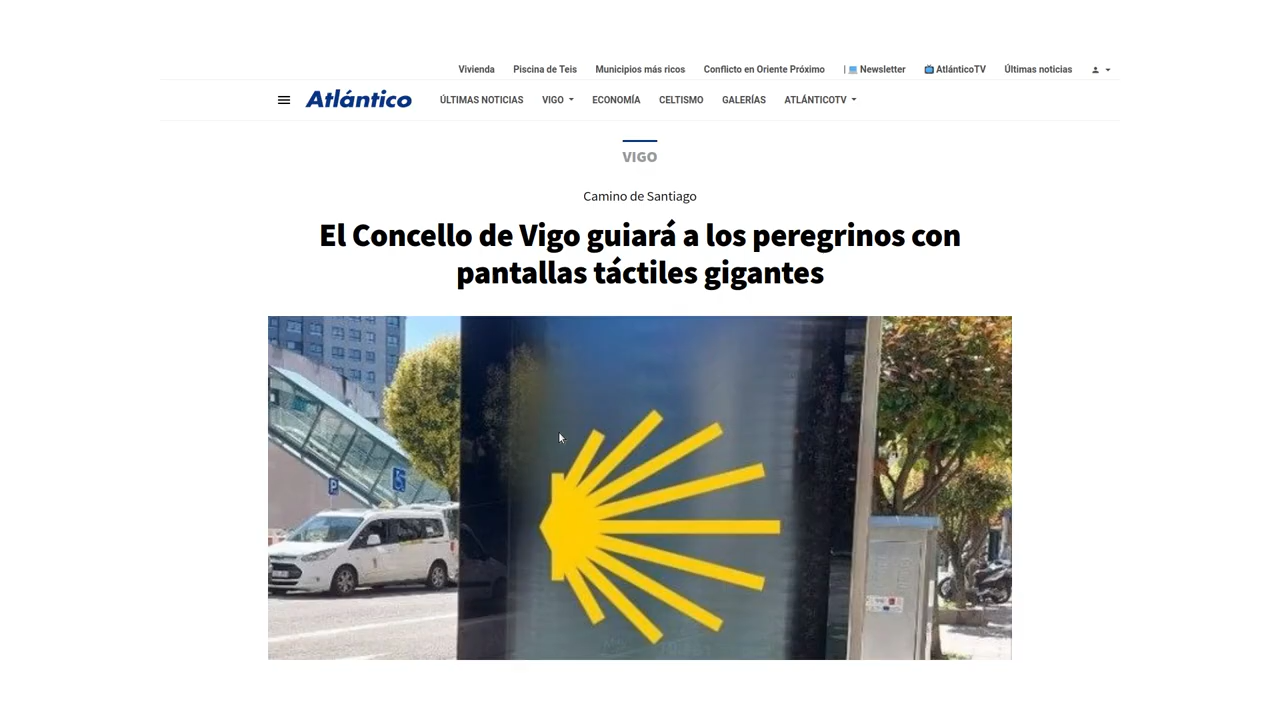 Vivienda Piscina de Teis Municipios más ricos Conflicto en Oriente Próximo | Newsletter AtlánticoTV Últimas noticias
Atlántico ÚLTIMAS NOTICIAS VIGO ECONOMÍA CELTISMO GALERÍAS ATLÁNTICOTV
VIGO
Camino de Santiago
El Concello de Vigo guiará a los peregrinos con
pantallas táctiles gigantes
P